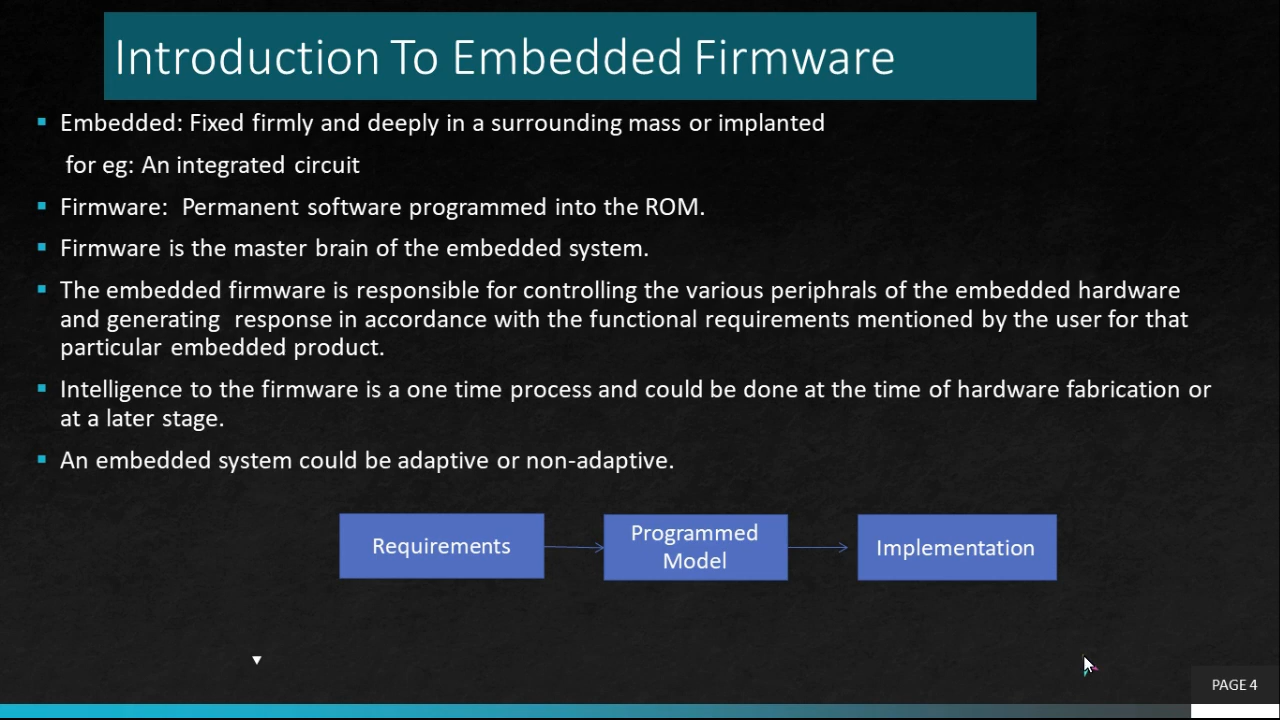 Introduction To Embedded Firmware
Embedded: Fixed firmly and deeply in a surrounding mass or implanted
for eg: An integrated circuit
Firmware:  Permanent software programmed into the ROM.
Firmware is the master brain of the embedded system.
The embedded firmware is responsible for controlling the various periphrals of the embedded hardware
and generating  response in accordance with the functional requirements mentioned by the user for that
particular embedded product.
Intelligence to the firmware is a one time process and could be done at the time of hardware fabrication or
at a later stage.
An embedded system could be adaptive or non-adaptive.
Requirements
Programmed
Model
Implementation
PAGE 4